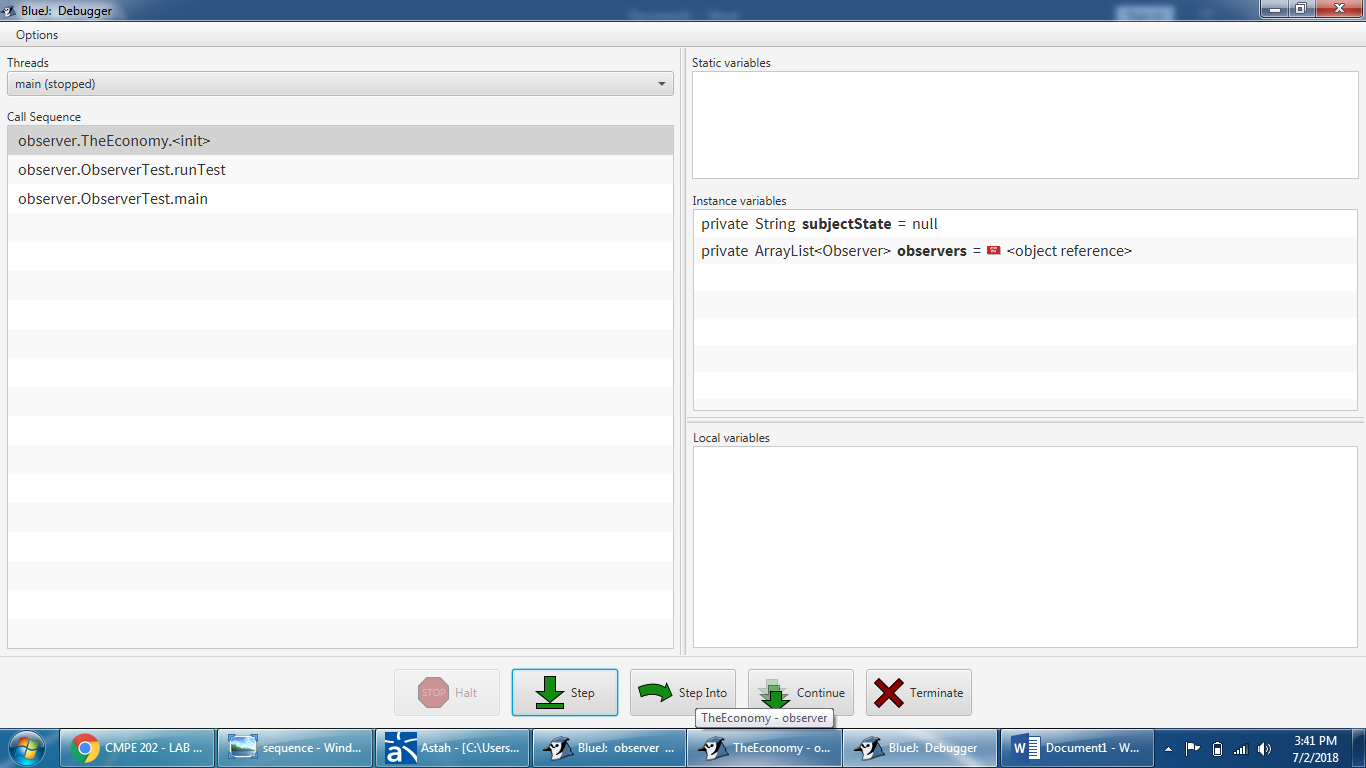 BlueJ: Debugger
Options
Threads
main (stopped)
Call Sequence
observer.TheEconomy.<init>
observer.ObserverTest.runTest
observer.ObserverTest.main
Static variables
Instance variables
private String subjectState = null
private ArrayList<Observer> observers = <object reference>
Local variables
STOP Halt
Step
Step Into
Continue
Terminate
TheEconomy - observer
CMPE 202 - LAB ...
sequence - Wind...
Astah - [C:\Users...
BlueJ: observer ...
TheEconomy - o...
BlueJ: Debugger
Document1 - W...
3:41 PM
7/2/2018